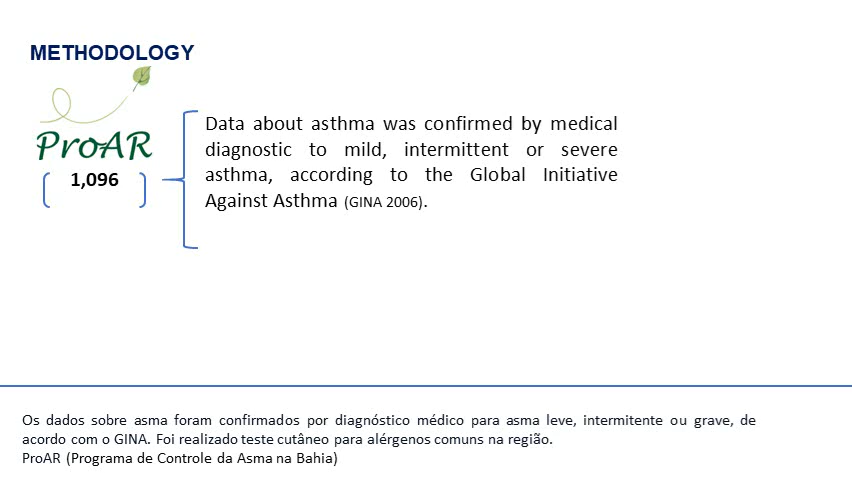 METHODOLOGY
ProAR
1,096
Data about asthma was confirmed by medical
diagnostic to mild, intermittent or severe
asthma, according to the Global Initiative
Against Asthma (GINA 2006).
Os dados sobre asma foram confirmados por diagnóstico médico para asma leve, intermitente ou grave, de
acordo com o GINA. Foi realizado teste cutâneo para alérgenos comuns na região.
ProAR (Programa de Controle da Asma na Bahia)